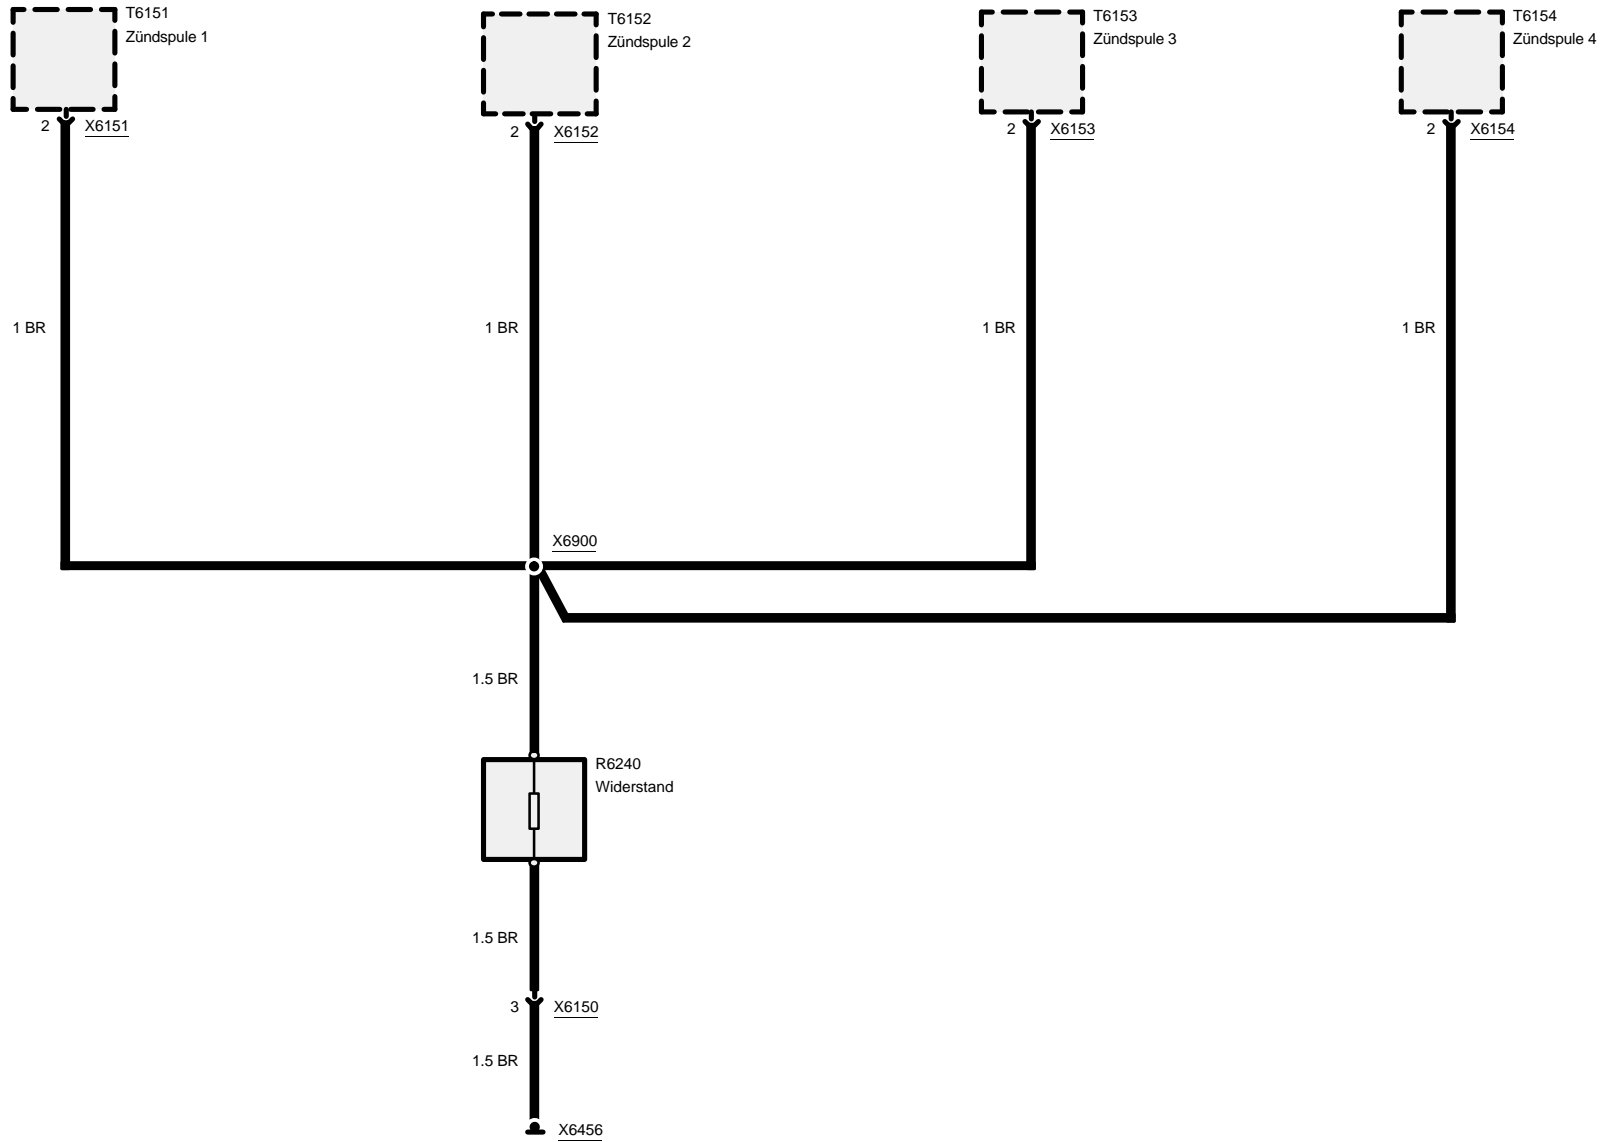 T6151
Zündspule 1
T6152
Zündspule 2
T6153
Zündspule 3
T6154
Zündspule 4
2 X6151
2 X6152
2 X6153
2 X6154
1 BR
1 BR
1 BR
1 BR
X6900
1.5 BR
R6240
Widerstand
1.5 BR
3 X6150
1.5 BR
X6456